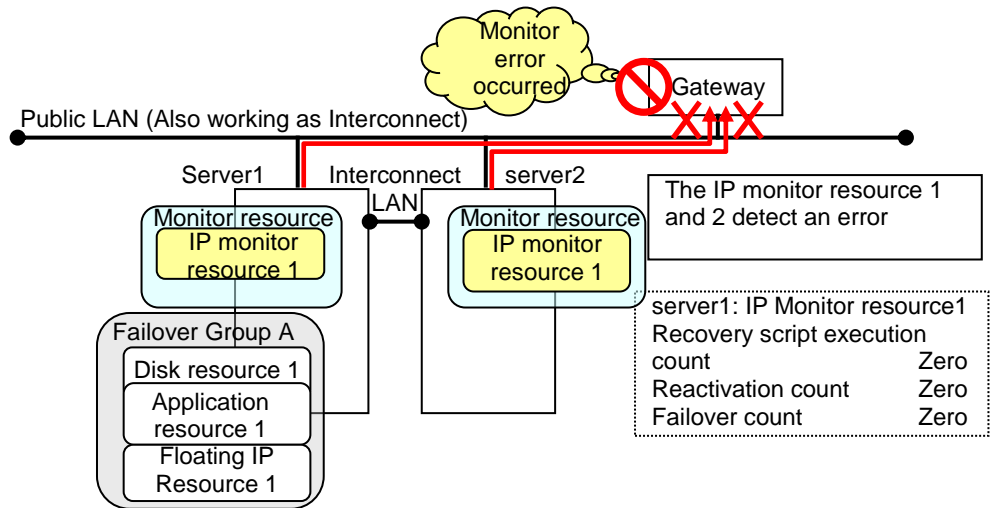 Monitor
error
occurred
Gateway
Public LAN (Also working as Interconnect)
Server1
Interconnect
LAN
server2
Monitor resource
IP monitor
resource 1
Monitor resource
IP monitor
resource 1
The IP monitor resource 1
and 2 detect an error
Failover Group A
Disk resource 1
Application
resource 1
Floating IP
Resource 1
server1: IP Monitor resource1
Recovery script execution
count Zero
Reactivation count Zero
Failover count Zero